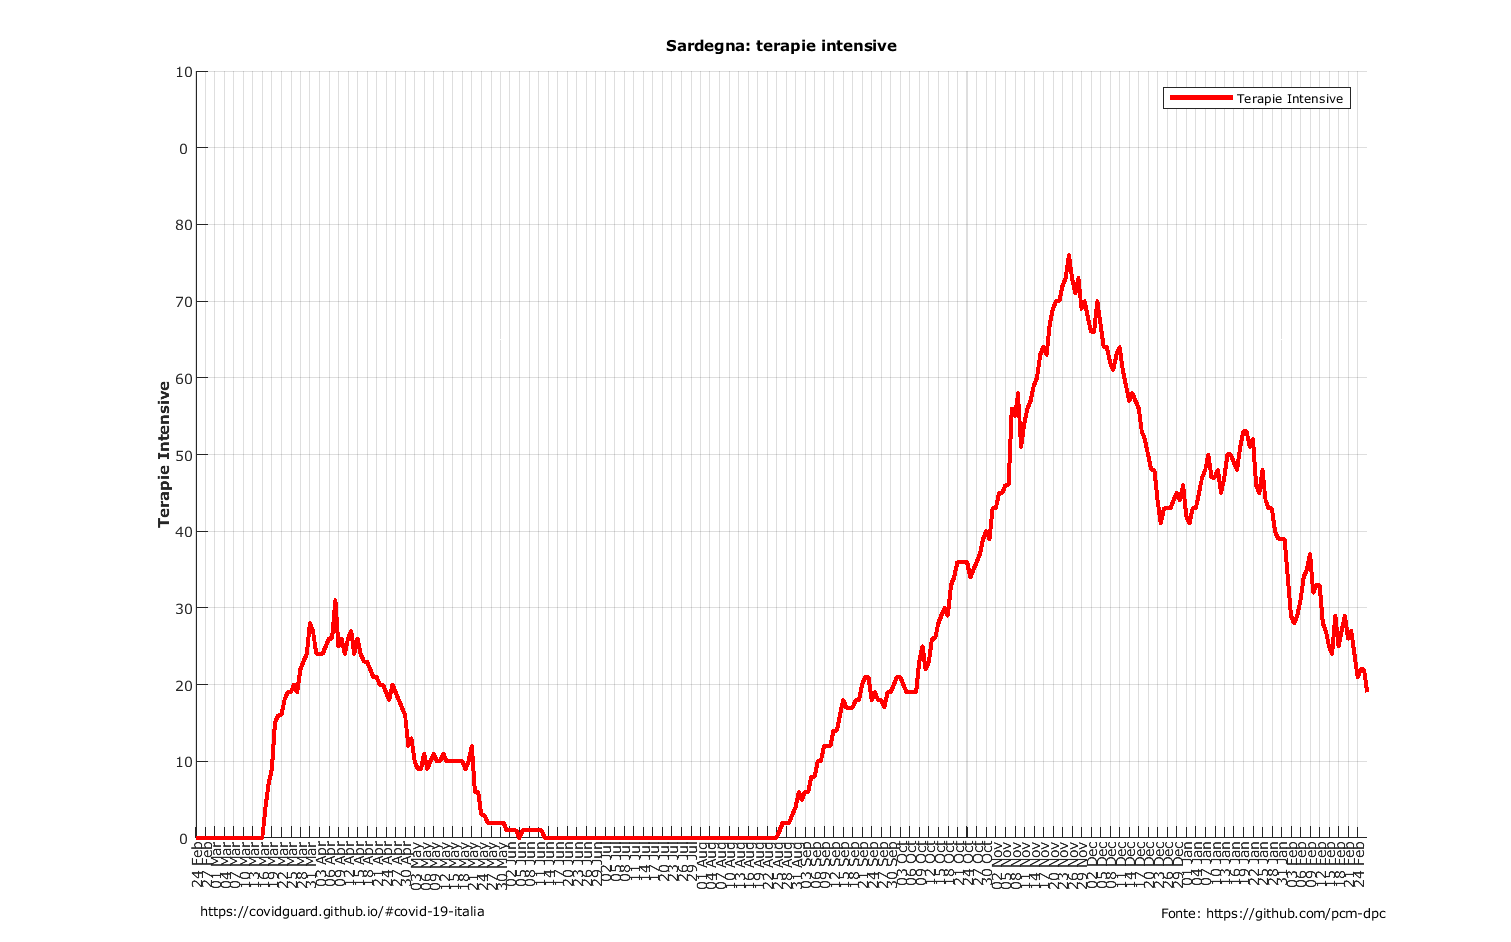 Sardegna: terapie intensive
Terapie Intensive
10
0
80
70
60
50
40
30
20
10
0
Terapie Intensive
24 Feb
27 Feb
01 Mar
04 Mar
07 Mar
10 Mar
13 Mar
16 Mar
19 Mar
22 Mar
25 Mar
28 Mar
31 Mar
03 Apr
06 Apr
09 Apr
12 Apr
15 Apr
18 Apr
21 Apr
24 Apr
27 Apr
30 Apr
03 May
06 May
09 May
12 May
15 May
18 May
21 May
24 May
27 May
30 May
02 Jun
05 Jun
08 Jun
11 Jun
14 Jun
17 Jun
20 Jun
23 Jun
26 Jun
29 Jun
02 Jul
05 Jul
08 Jul
11 Jul
14 Jul
17 Jul
20 Jul
23 Jul
26 Jul
29 Jul
01 Aug
04 Aug
07 Aug
10 Aug
13 Aug
16 Aug
19 Aug
22 Aug
25 Aug
28 Aug
31 Aug
03 Sep
06 Sep
09 Sep
12 Sep
15 Sep
18 Sep
21 Sep
24 Sep
27 Sep
30 Sep
03 Oct
06 Oct
09 Oct
12 Oct
15 Oct
18 Oct
21 Oct
24 Oct
27 Oct
30 Oct
02 Nov
05 Nov
08 Nov
11 Nov
14 Nov
17 Nov
20 Nov
23 Nov
26 Nov
29 Nov
02 Dec
05 Dec
08 Dec
11 Dec
14 Dec
17 Dec
20 Dec
23 Dec
26 Dec
29 Dec
01 Jan
04 Jan
07 Jan
10 Jan
13 Jan
16 Jan
19 Jan
22 Jan
25 Jan
28 Jan
31 Jan
03 Feb
06 Feb
09 Feb
12 Feb
15 Feb
18 Feb
21 Feb
24 Feb
https://covidguard.github.io/#covid-19-italia
Fonte: https://github.com/pcm-dpc